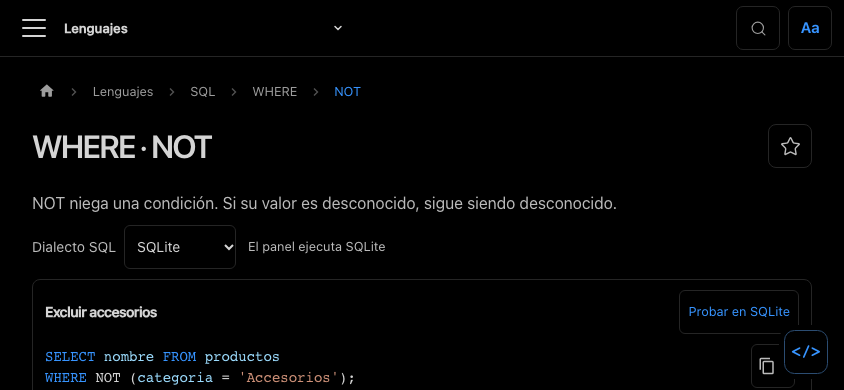 Lenguajes
Aa
Lenguajes > SQL > WHERE > NOT
WHERE · NOT
NOT niega una condición. Si su valor es desconocido, sigue siendo desconocido.
Dialecto SQL SQLite El panel ejecuta SQLite
Excluir accesorios
Probar en SQLite
SELECT nombre FROM productos
WHERE NOT (categoria = 'Accesorios');
</>